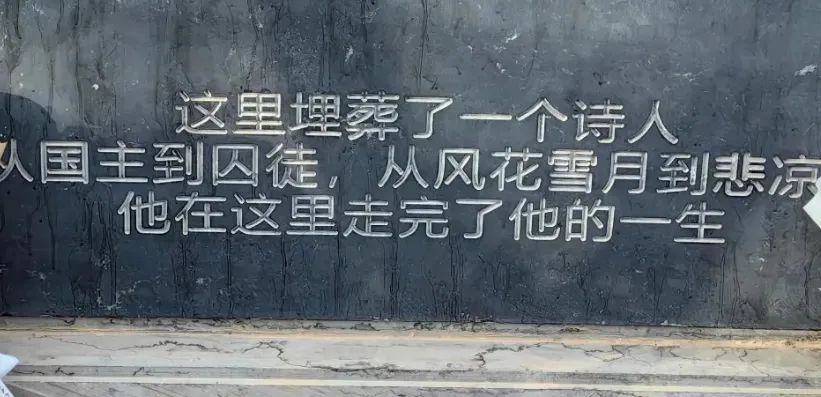 这里埋葬了一个诗人
从国主到囚徒，从风花雪月到悲凉
他在这里走完了他的一生